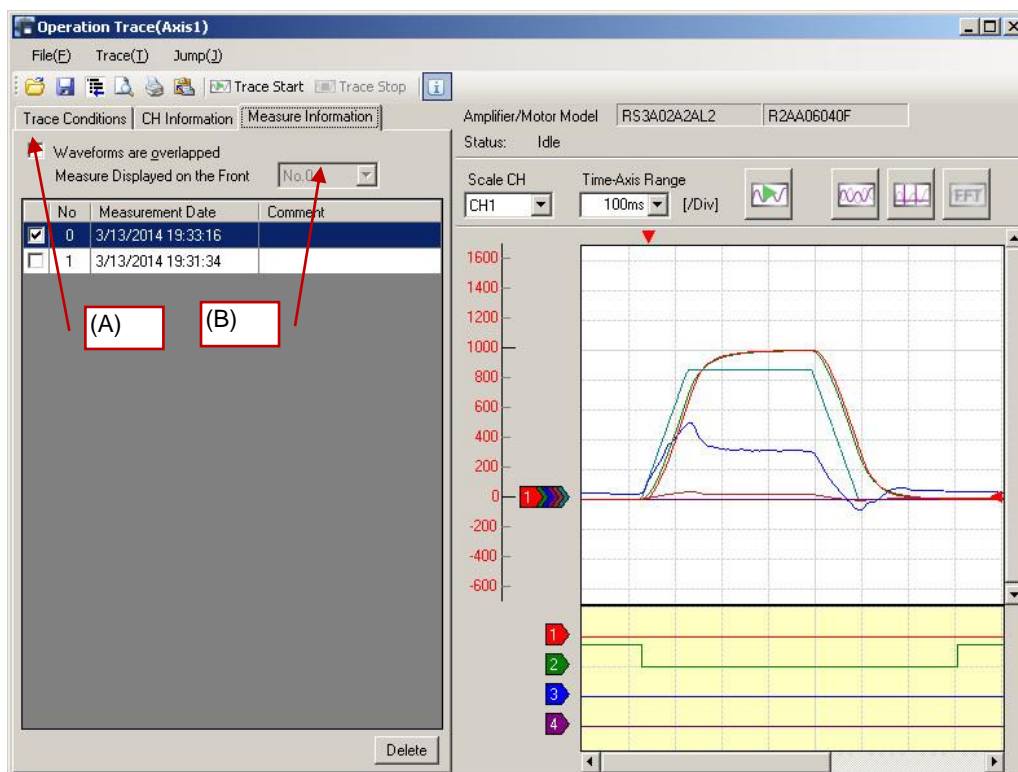 Operation Trace(Axis1)
File(F) Trace(T) Jump(J)
Trace Start Trace Stop
Trace Conditions CH Information Measure Information
Waveforms are overlapped
Measure Displayed on the Front No.0
No Measurement Date Comment
0 3/13/2014 19:33:16
1 3/13/2014 19:31:34
(A) (B)
Delete
Amplifier/Motor Model RS3A02A2AL2 R2AA06040F
Status: Idle
Scale CH Time-Axis Range
CH1 100ms [/Div] FFT
1600
1400
1200
1000
800
600
400
200
0 1
-200
-400
-600
1
2
3
4